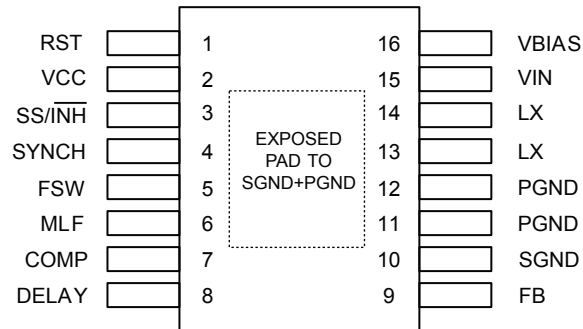 RST 1 16 VBIAS
VCC 2 15 VIN
SS/INH 3 14 LX
SYNCH 4 13 LX
FSW 5 12 PGND
MLF 6 11 PGND
COMP 7 10 SGND
DELAY 8 9 FB
EXPOSED
PAD TO
SGND+PGND